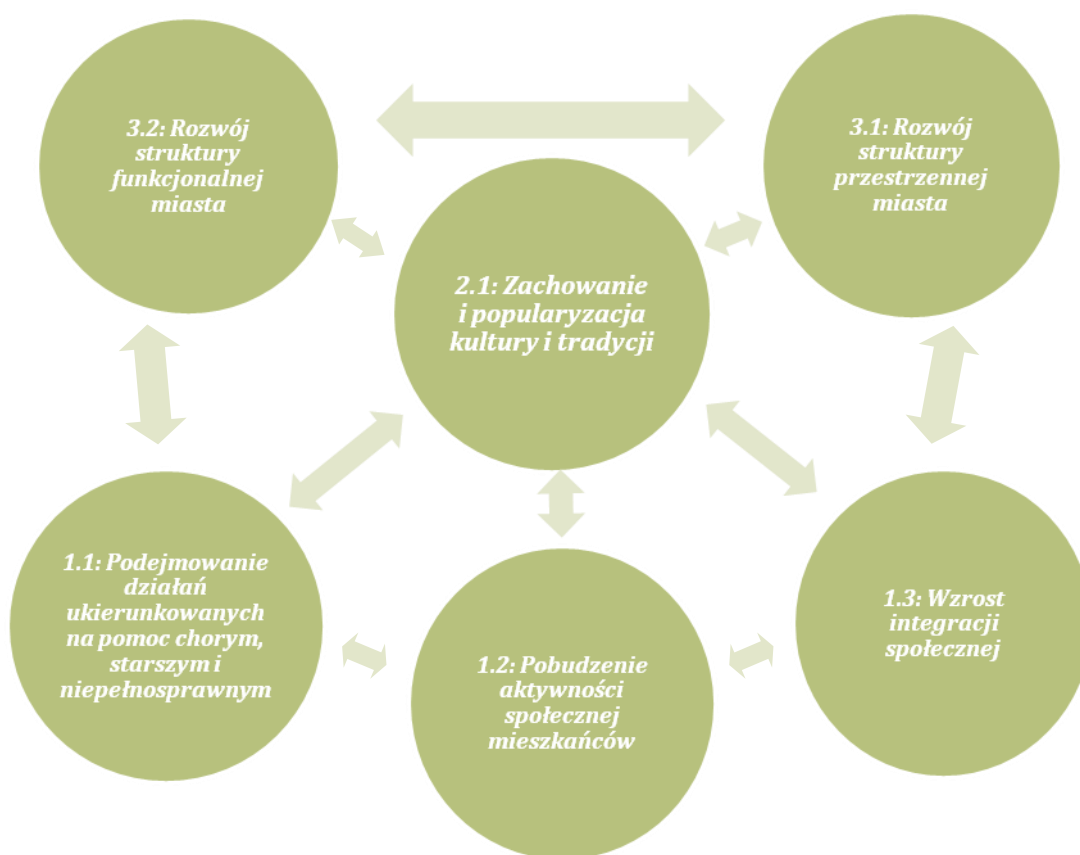 3.2: Rozwój
struktury
funkcjonalnej
miasta
3.1: Rozwój
struktury
przestrzennej
miasta
2.1: Zachowanie
i popularyzacja
kultury i tradycji
1.1: Podejmowanie
działań
ukierunkowanych
na pomoc chorym,
starszym i
niepełnosprawnym
1.2: Pobudzenie
aktywności
społecznej
mieszkańców
1.3: Wzrost
integracji
społecznej